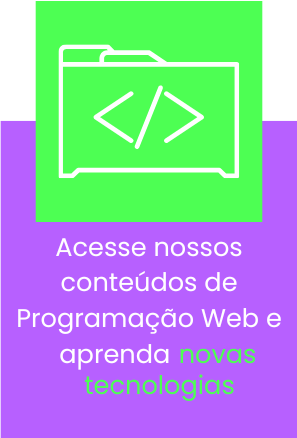 Acesse nossos
conteúdos de
Programação Web e
aprenda novas
tecnologias